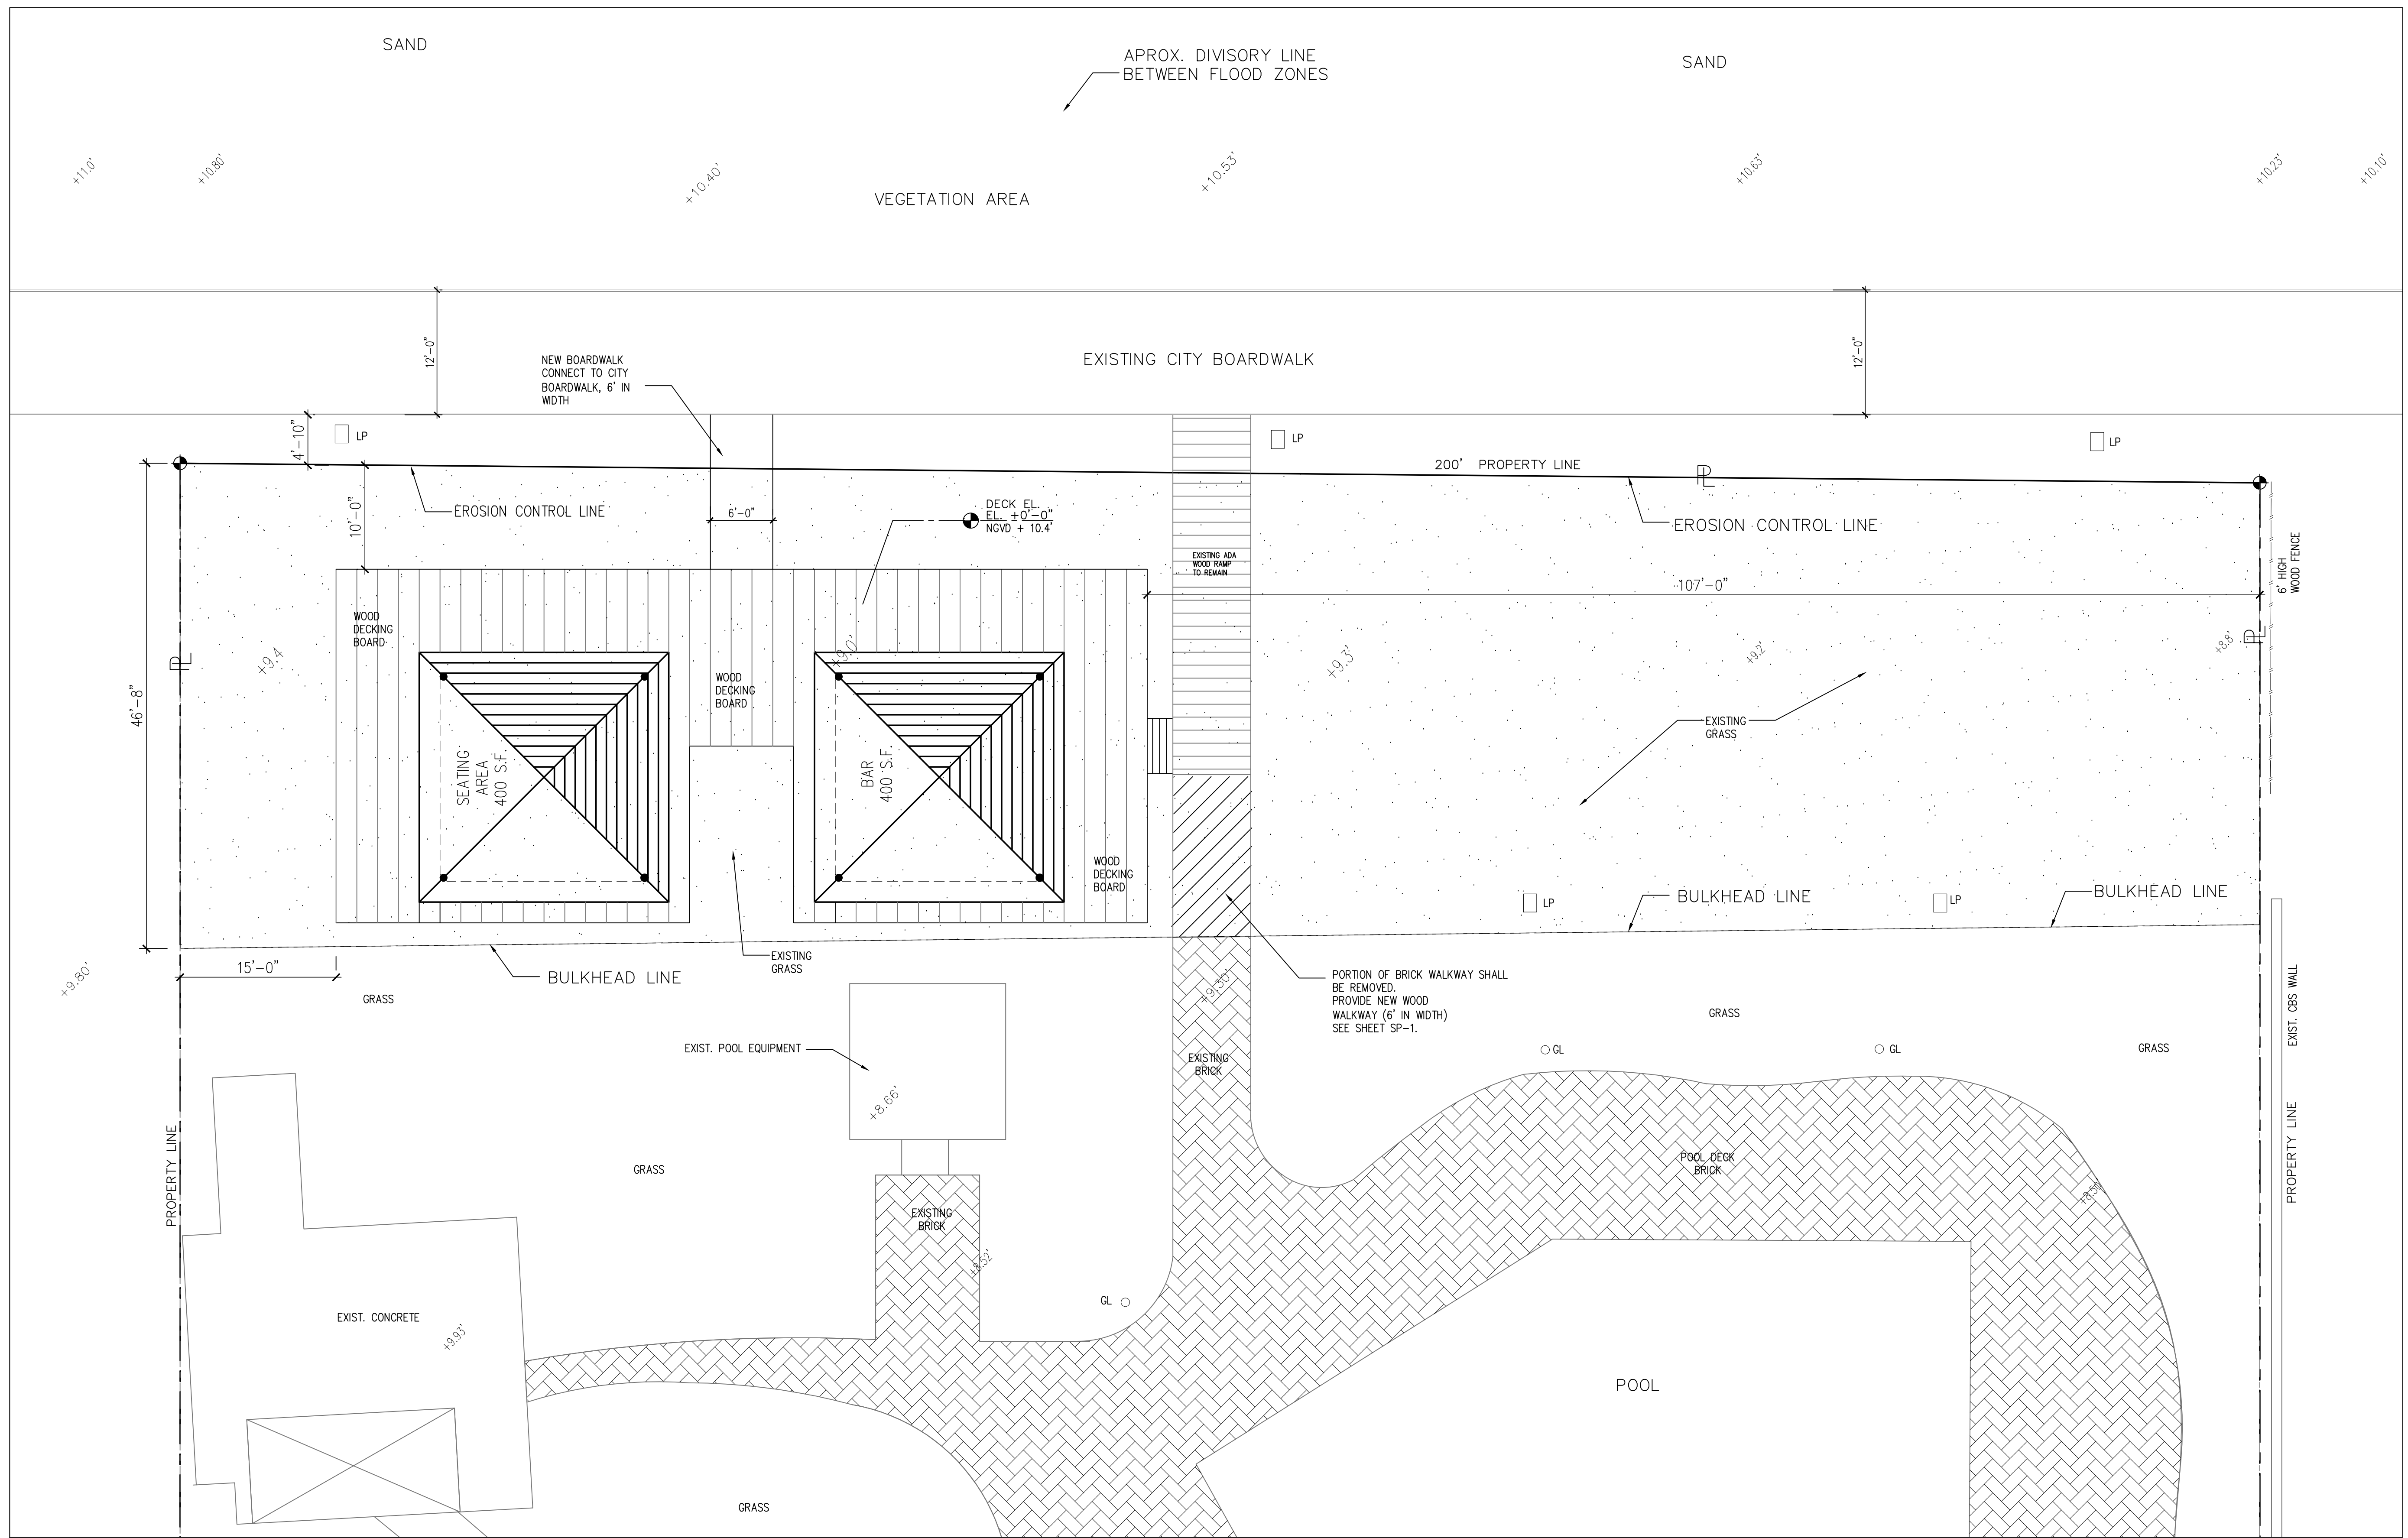 SAND
APROX. DIVISORY LINE
BETWEEN FLOOD ZONES
SAND
+11.0'
+10.80'
+10.40'
+10.53'
+10.63'
+10.23'
+10.10'
VEGETATION AREA
12'-0"
NEW BOARDWALK
CONNECT TO CITY
BOARDWALK, 6' IN
WIDTH
EXISTING CITY BOARDWALK
12'-0"
4'-10"
LP
LP
LP
200' PROPERTY LINE
PL
10'-0"
EROSION CONTROL LINE
6'-0"
DECK EL.
EL. +0'-0"
NGVD + 10.4'
EROSION CONTROL LINE
EXISTING ADA
WOOD RAMP
TO REMAIN
6' HIGH
WOOD FENCE
107'-0"
WOOD
DECKING
BOARD
PL
+9.4
WOOD
DECKING
BOARD
+9.0'
+9.3'
+9.2'
+8.8'
PL
46'-8"
EXISTING
GRASS
SEATING
AREA
400 S.F.
BAR
400 S.F.
WOOD
DECKING
BOARD
LP
BULKHEAD LINE
LP
BULKHEAD LINE
+9.80'
15'-0"
BULKHEAD LINE
EXISTING
GRASS
+9.30'
PORTION OF BRICK WALKWAY SHALL
BE REMOVED.
PROVIDE NEW WOOD
WALKWAY (6' IN WIDTH)
SEE SHEET SP-1.
GRASS
GRASS
EXIST. CBS WALL
EXIST. POOL EQUIPMENT
+8.66'
EXISTING
BRICK
GL
GL
GRASS
PROPERTY LINE
GRASS
POOL DECK
BRICK
+8.50'
PROPERTY LINE
EXISTING
BRICK
+8.52'
GL
EXIST. CONCRETE
+9.93'
POOL
GRASS